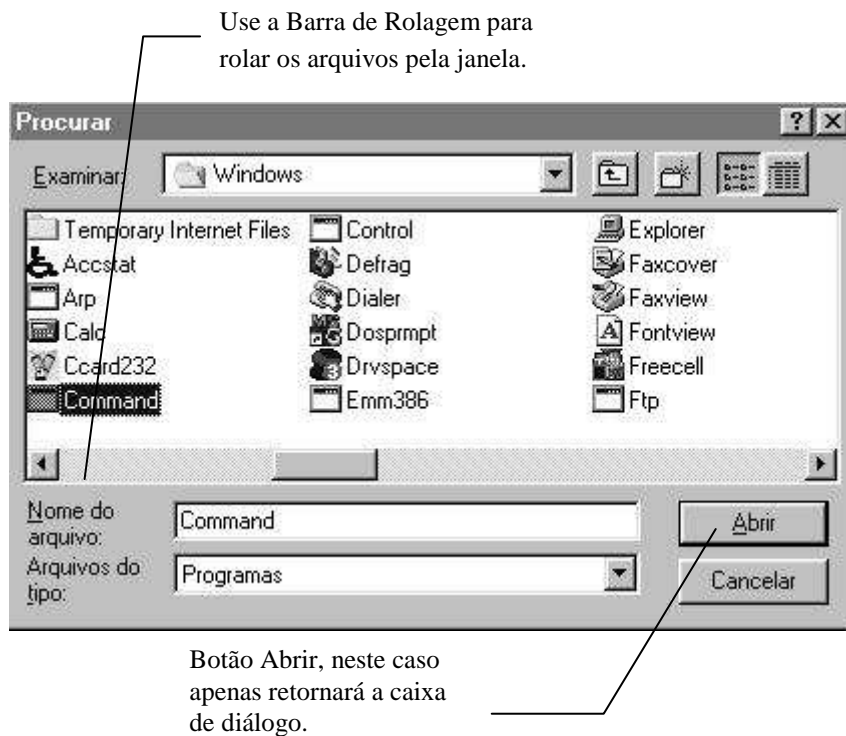 Use a Barra de Rolagem para
rolar os arquivos pela janela.
Procurar
Examinar: Windows
Temporary Internet Files Control Explorer
Accstat Defrag Faxcover
Arp Dialer Faxview
Calc Dosprmpt Fontview
Ccard232 Drvspace Freecell
Command Emm386 Ftp
Nome do
arquivo:
Command
Abrir
Arquivos do
tipo:
Programas
Cancelar
Botão Abrir, neste caso
apenas retornará a caixa
de diálogo.